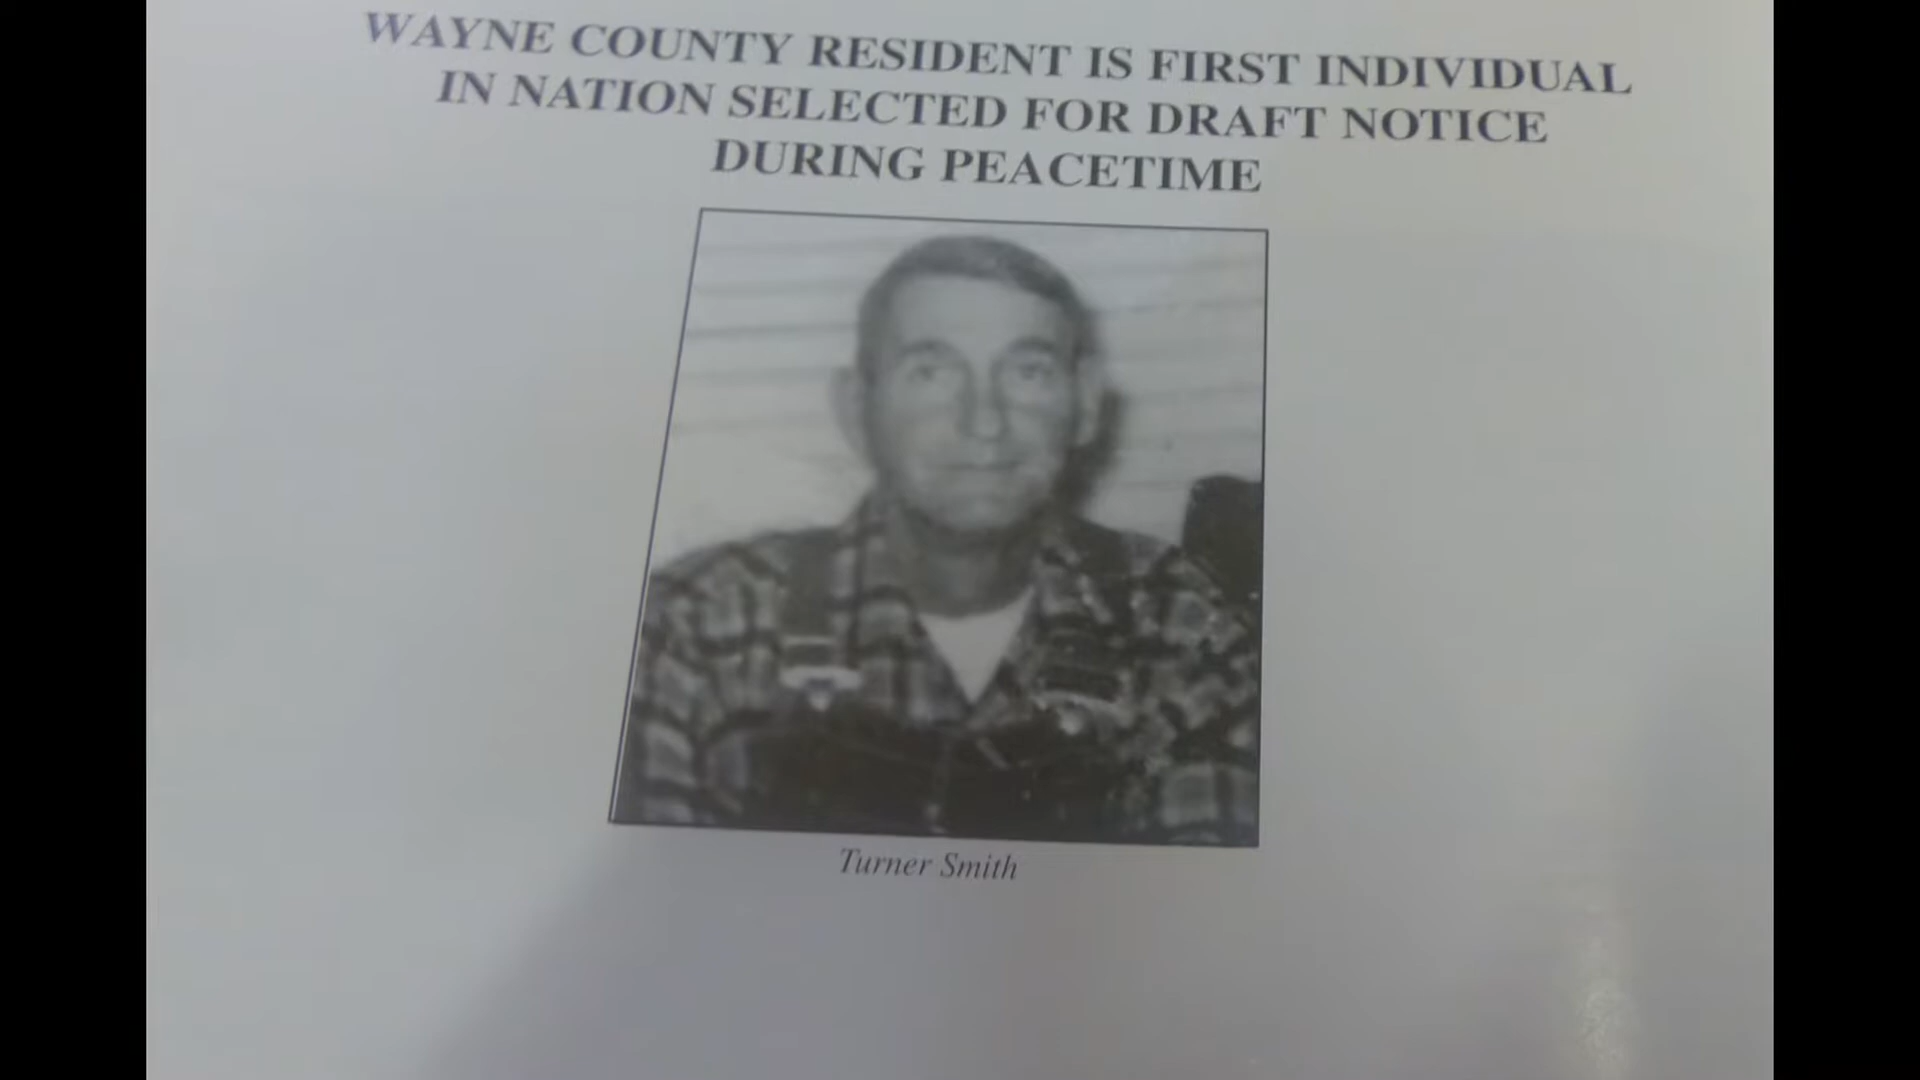 WAYNE COUNTY RESIDENT IS FIRST INDIVIDUAL
IN NATION SELECTED FOR DRAFT NOTICE
DURING PEACETIME
Turner Smith